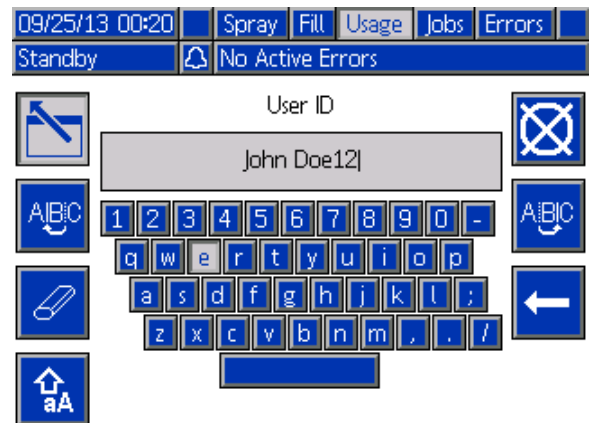 09/25/13 00:20 Spray Fill Usage Jobs Errors
Standby No Active Errors
User ID
John Doe12
ABC
ABC
1 2 3 4 5 6 7 8 9 0 -
q w e r t y u i o p
a s d f g h j k l ;
z x c v b n m , . /
aA